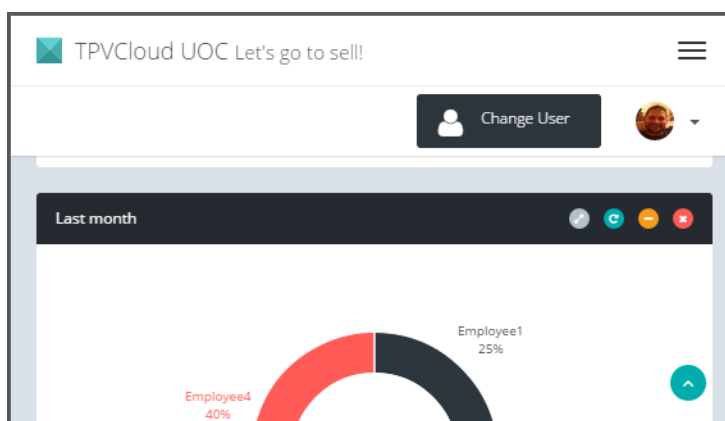 TPVCloud UOC Let's go to sell!
Change User
Last month
Employee1
25%
Employee4
40%